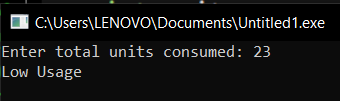 C:\Users\LENOVO\Documents\Untitled1.exe
Enter total units consumed: 23
Low Usage